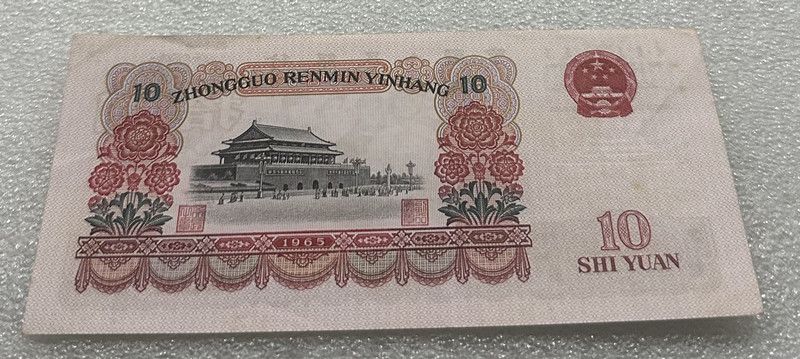 10 ZHONGGUO RENMIN YINHANG 10
1965
10
SHI YUAN